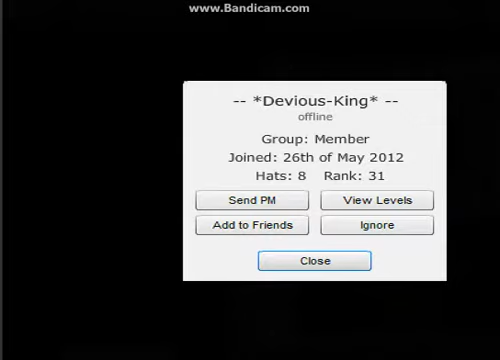 www.Bandicam.com
-- *Devious-King* --
offline
Group: Member
Joined: 26th of May 2012
Hats: 8 Rank: 31
Send PM View Levels
Add to Friends Ignore
Close